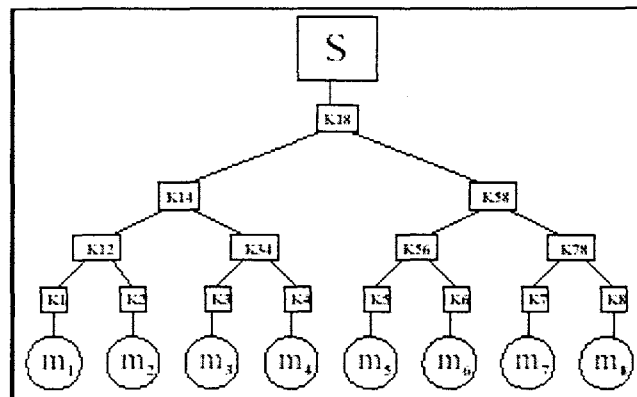 S
K18
K14 K58
K12 K34 K56 K78
K1 K2 K3 K4 K5 K6 K7 K8
m₁ m₂ m₃ m₄ m₅ m₆ m₇ m₈